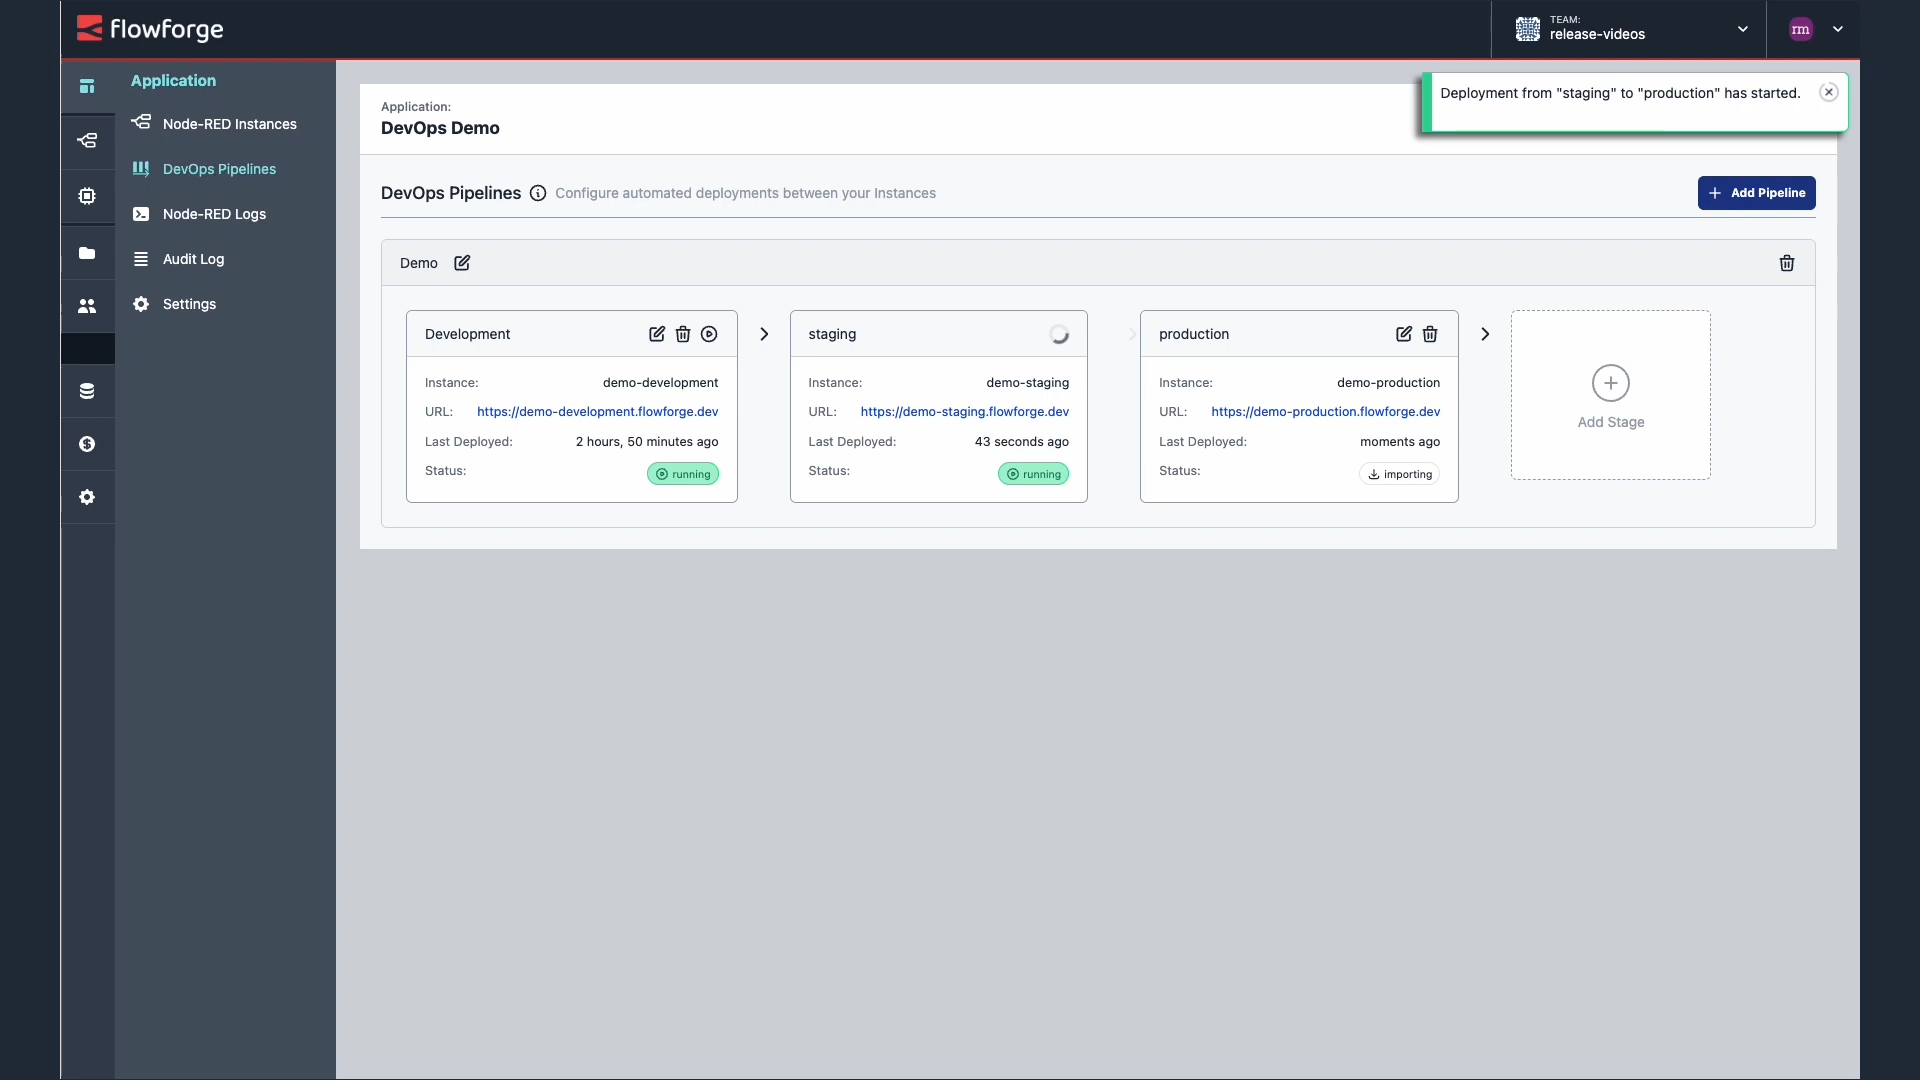 flowforge
TEAM:
release-videos
rm
Application
Node-RED Instances
DevOps Pipelines
Node-RED Logs
Audit Log
Settings
Deployment from "staging" to "production" has started.
Application:
DevOps Demo
DevOps Pipelines Configure automated deployments between your Instances
Add Pipeline
Demo
Development
Instance: demo-development
URL: https://demo-development.flowforge.dev
Last Deployed: 2 hours, 50 minutes ago
Status: running
staging
Instance: demo-staging
URL: https://demo-staging.flowforge.dev
Last Deployed: 43 seconds ago
Status: running
production
Instance: demo-production
URL: https://demo-production.flowforge.dev
Last Deployed: moments ago
Status: importing
Add Stage